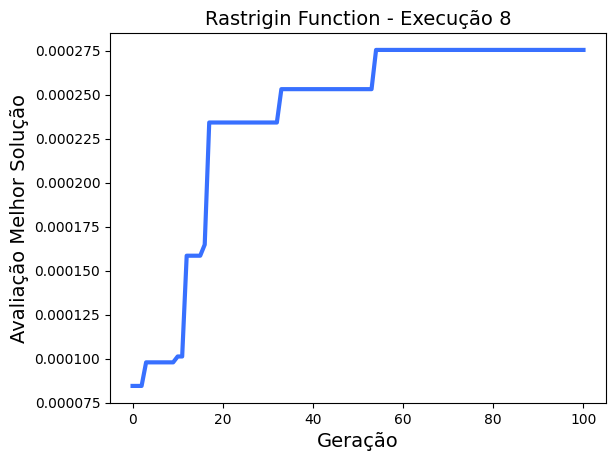 Rastrigin Function - Execução 8
Avaliação Melhor Solução
0.000275
0.000250
0.000225
0.000200
0.000175
0.000150
0.000125
0.000100
0.000075
0 20 40 60 80 100
Geração